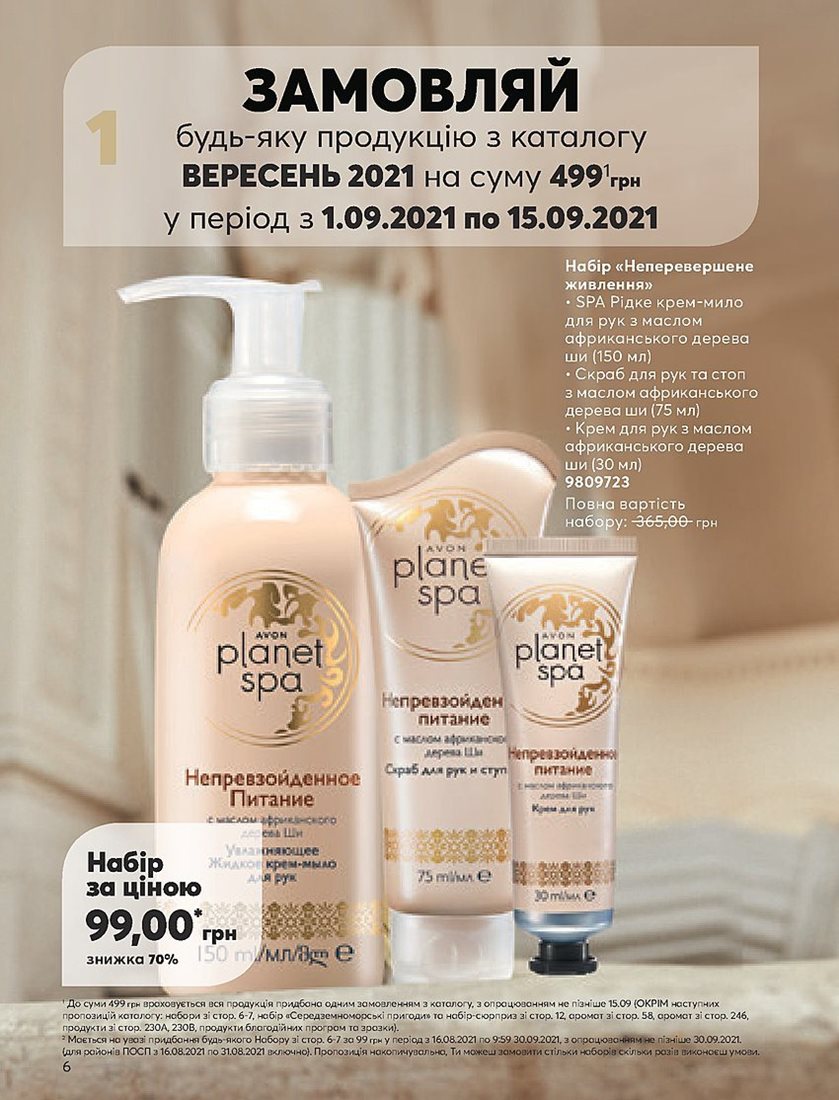 1
ЗАМОВЛЯЙ
будь-яку продукцію з каталогу
ВЕРЕСЕНЬ 2021 на суму 499¹грн
у період з 1.09.2021 по 15.09.2021
Набір «Неперевершене
живлення»
• SPA Рідке крем-мило
для рук з маслом
африканського дерева
ши (150 мл)
• Скраб для рук та стоп
з маслом африканського
дерева ши (75 мл)
• Крем для рук з маслом
африканського дерева
ши (30 мл)
9809723
Повна вартість
набору: 365,00 грн
AVON
planet
spa
Непревзойденное
Питание
с маслом африканского
дерева Ши
Увлажняющее
Жидкое крем-мыло
для рук
150 ml/мл/8㎝ e
AVON
plane
spa
Непревзойден
питание
с маслом африканско
дерева Ши
Скраб для рук и ступ
75 ml/мл e
AVON
planet
spa
Непревзойденно
питание
с маслом африканского
дерева Ши
Крем для рук
30 ml/мл e
Набір
за ціною
99,00* грн
знижка 70%
¹ До суми 499 грн враховується вся продукція придбана одним замовленням з каталогу, з опрацюванням не пізніше 15.09 (ОКРІМ наступних
пропозицій каталогу: набори зі стор. 6-7, набір «Середземноморські пригоди» та набір-сюрприз зі стор. 12, аромат зі стор. 58, аромат зі стор. 246,
продукти зі стор. 230А, 230В, продукти благодійних програм та зразки).
² Мається на увазі придбання будь-якого Набору зі стор. 6-7 за 99 грн у період з 16.08.2021 по 9:59 30.09.2021, з опрацюванням не пізніше 30.09.2021.
(для районів ПОСП з 16.08.2021 по 31.08.2021 включно). Пропозиція накопичувальна, Ти можеш замовити стільки наборів скільки разів виконаєш умови.
6